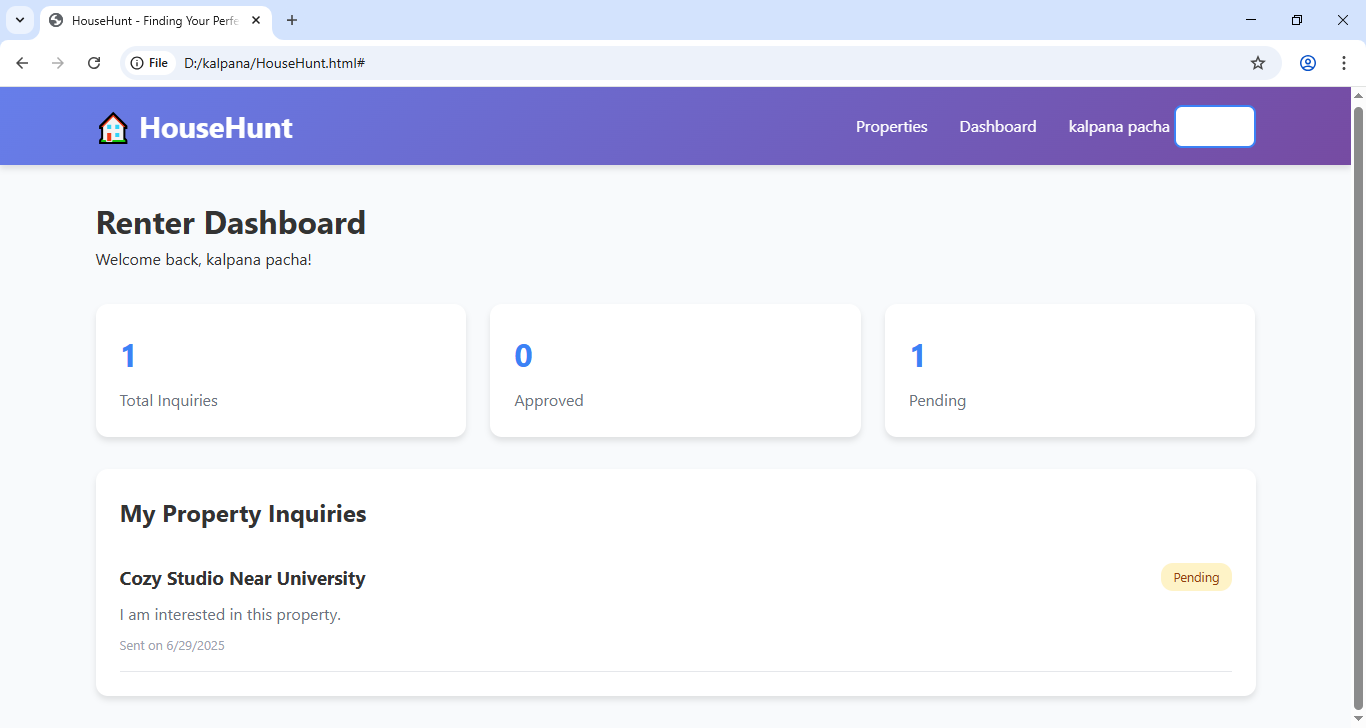 HouseHunt - Finding Your Perfe
File D:/kalpana/HouseHunt.html#
HouseHunt Properties Dashboard kalpana pacha
Renter Dashboard
Welcome back, kalpana pacha!
1 0 1
Total Inquiries Approved Pending
My Property Inquiries
Cozy Studio Near University Pending
I am interested in this property.
Sent on 6/29/2025